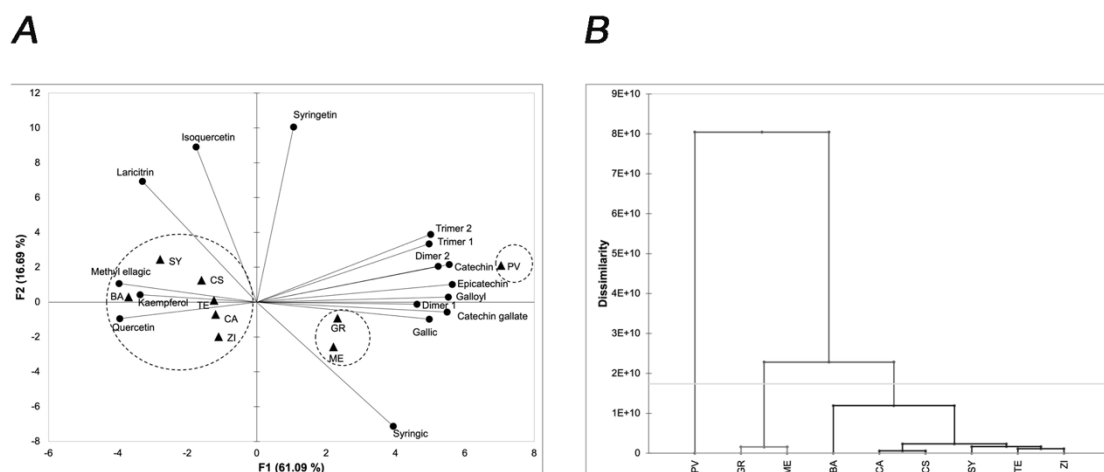 A
B
12
10
8
6
4
2
0
-2
-4
-6
-8
F2 (16.69 %)
Syringetin
Isoquercetin
Laricitrin
Trimer 2
Trimer 1
Dimer 2
Catechin
PV
SY
Methyl ellagic
CS
Epicatechin
BA
Kaempferol
TE
Galloyl
Dimer 1
Quercetin
CA
Catechin gallate
GR
Gallic
ZI
ME
Syringic
-6
-4
-2
0
2
4
6
8
F1 (61.09 %)
9E+10
8E+10
7E+10
6E+10
5E+10
4E+10
3E+10
2E+10
1E+10
0
Dissimilarity
PV
GR
ME
BA
CA
CS
SY
TE
ZI